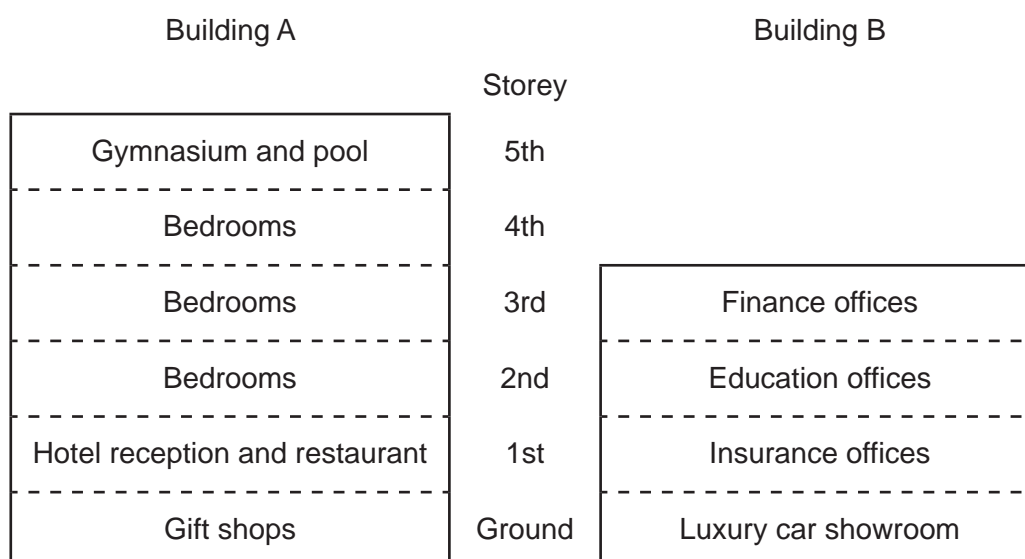 Building A Building B
Storey
Gymnasium and pool 5th
Bedrooms 4th
Bedrooms 3rd Finance offices
Bedrooms 2nd Education offices
Hotel reception and restaurant 1st Insurance offices
Gift shops Ground Luxury car showroom